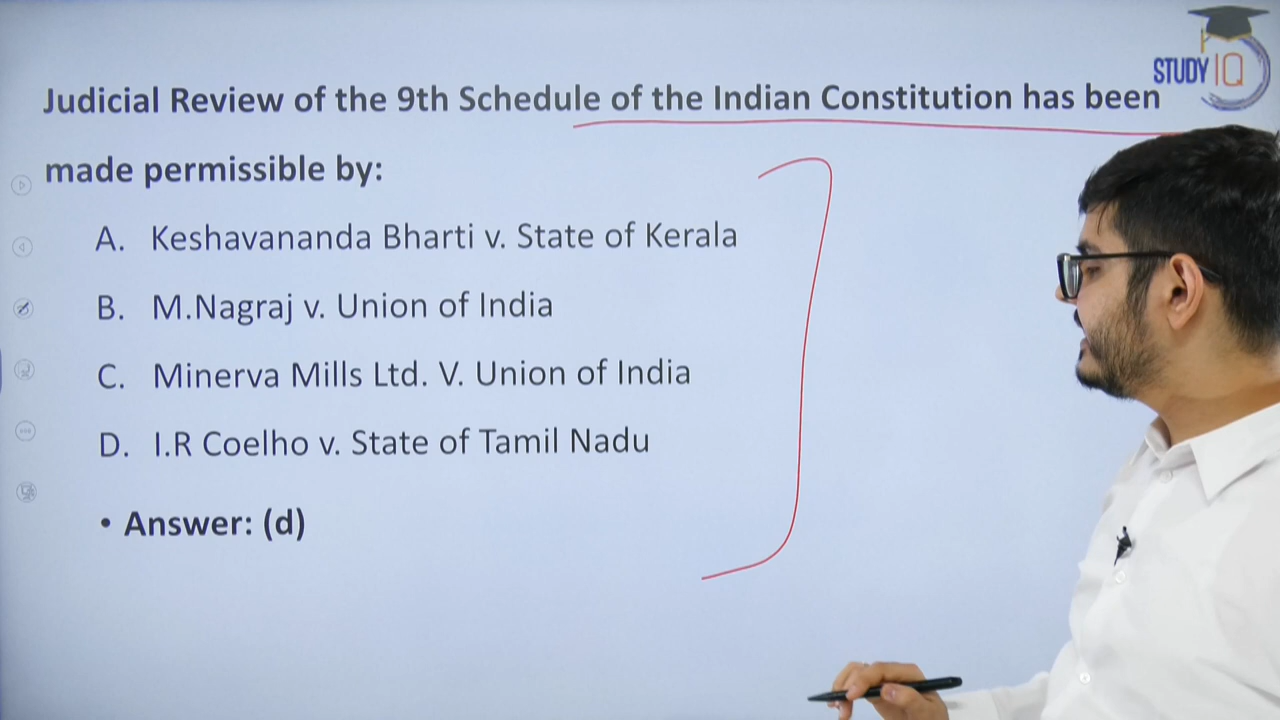 STUDY IQ
Judicial Review of the 9th Schedule of the Indian Constitution has been
made permissible by:
A. Keshavananda Bharti v. State of Kerala
B. M.Nagraj v. Union of India
C. Minerva Mills Ltd. V. Union of India
D. I.R Coelho v. State of Tamil Nadu
• Answer: (d)